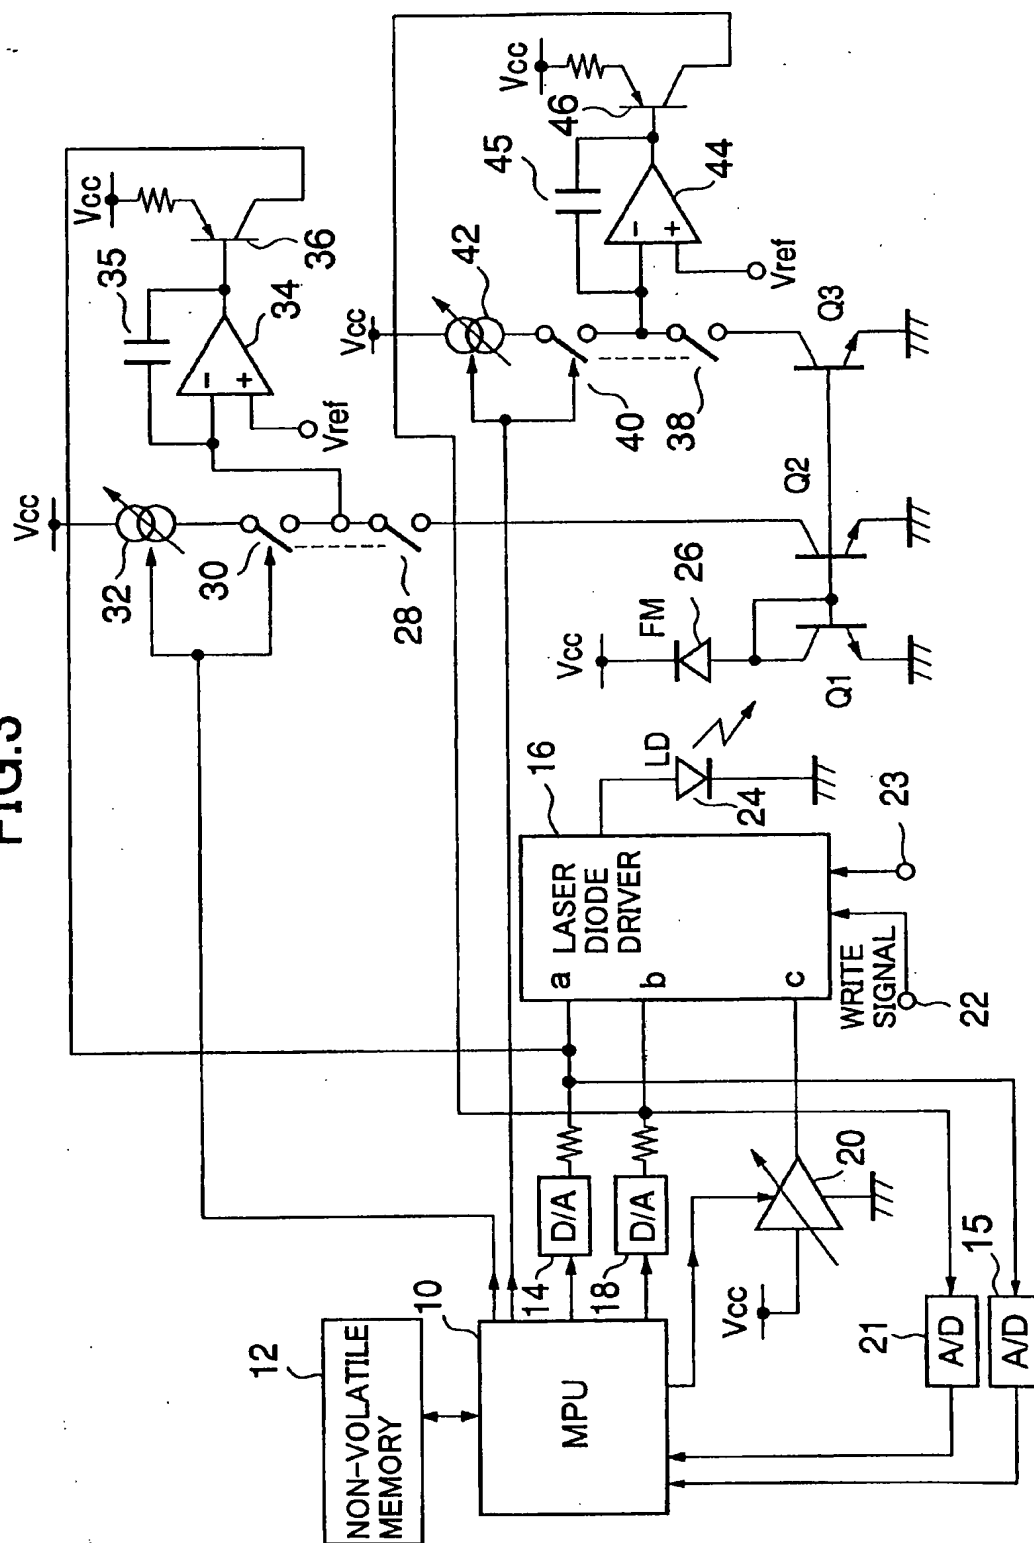 FIG.3
12
NON-VOLATILE
MEMORY
10
MPU
14
D/A
18
D/A
Vcc
20
21
A/D
15
A/D
16
LASER
DIODE
DRIVER
a
b
c
WRITE
SIGNAL
22
23
LD
24
FM
26
Vcc
Q1
Q2
Q3
Vcc
32
30
28
35
34
Vref
Vcc
36
Vcc
42
40
38
45
44
Vref
Vcc
46